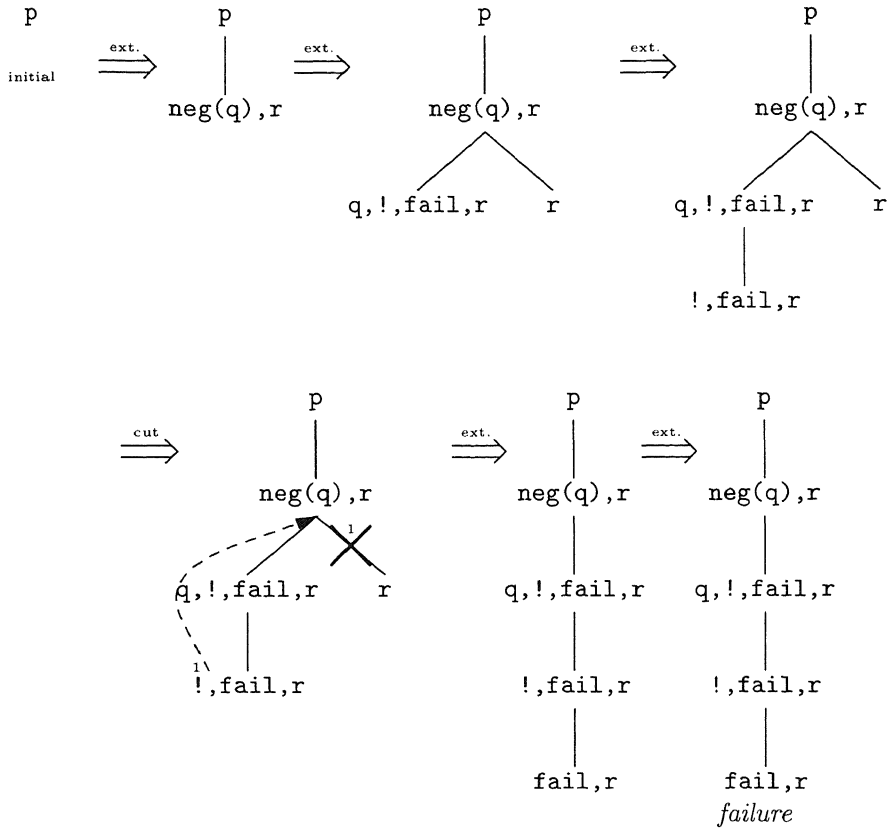 p p p p
ext. ext. ext.
initial
neg(q),r neg(q),r neg(q),r
q,!,fail,r r q,!,fail,r r
!,fail,r
p p p
cut ext. ext.
neg(q),r neg(q),r neg(q),r
1
q,!,fail,r r q,!,fail,r q,!,fail,r
1
!,fail,r !,fail,r !,fail,r
fail,r fail,r
failure